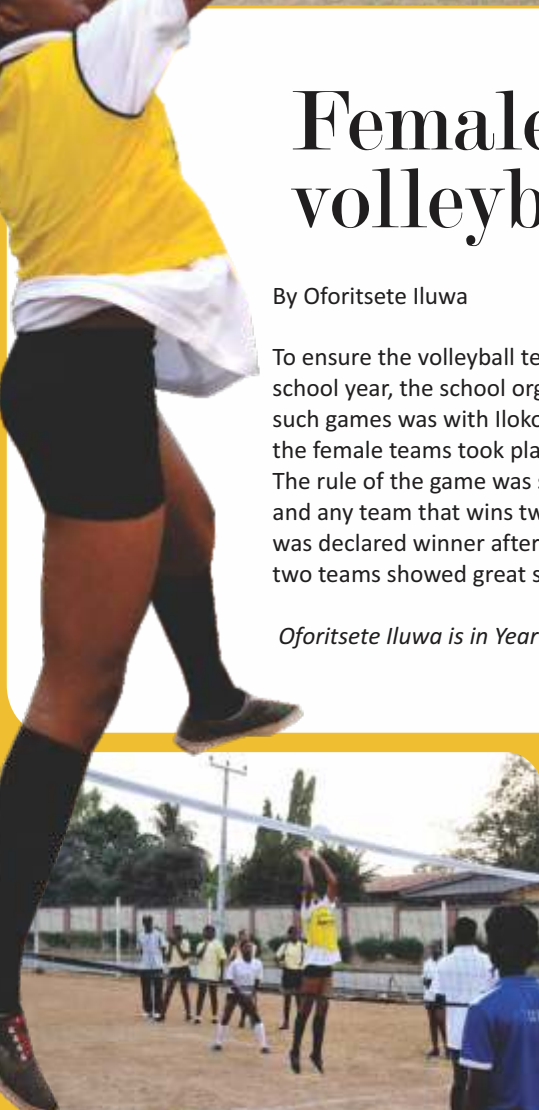 Female
volleyb
By Oforitsete Iluwa
To ensure the volleyball te
school year, the school org
such games was with Iloko
the female teams took pla
The rule of the game was s
and any team that wins tw
was declared winner after
two teams showed great s
Oforitsete Iluwa is in Year